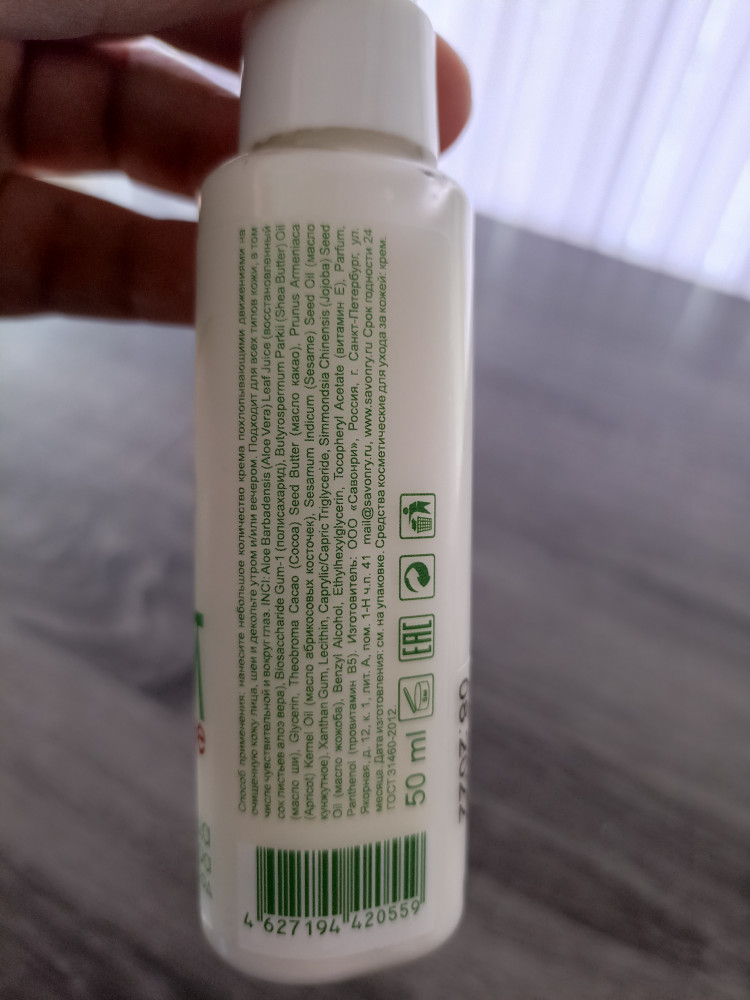 Способ применения: нанесите небольшое количество крема похлопывающими движениями на
очищенную кожу лица, шеи и декольте утром и/или вечером. Подходит для всех типов кожи, в том
числе чувствительной и вокруг глаз. INCI: Aloe Barbadensis (Aloe Vera) Leaf Juice (восстановленный
сок листьев алоэ вера), Biosaccharide Gum-1 (полисахарид), Butyrospermum Parkii (Shea Butter) Oil
(масло ши), Glycerin, Theobroma Cacao (Cocoa) Seed Butter (масло какао), Prunus Armeniaca
(Apricot) Kernel Oil (масло абрикосовых косточек), Sesamum Indicum (Sesame) Seed Oil (масло
кунжутное), Xanthan Gum, Lecithin, Caprylic/Capric Triglyceride, Simmondsia Chinensis (Jojoba) Seed
Oil (масло жожоба), Benzyl Alcohol, Ethylhexylglycerin, Tocopheryl Acetate (витамин Е), Parfum,
Panthenol (провитамин В5). Изготовитель: ООО «Савонри», Россия, г. Санкт-Петербург, ул.
Якорная, д. 12, к. 1, лит. А, пом. 1-Н ч.п. 41 mail@savonry.ru, www.savonry.ru Срок годности 24
месяца. Дата изготовления: см. на упаковке. Средства косметические для ухода за кожей: крем.
ГОСТ 31460-2012
50 ml
EAC
08.2022
4 627194 420559